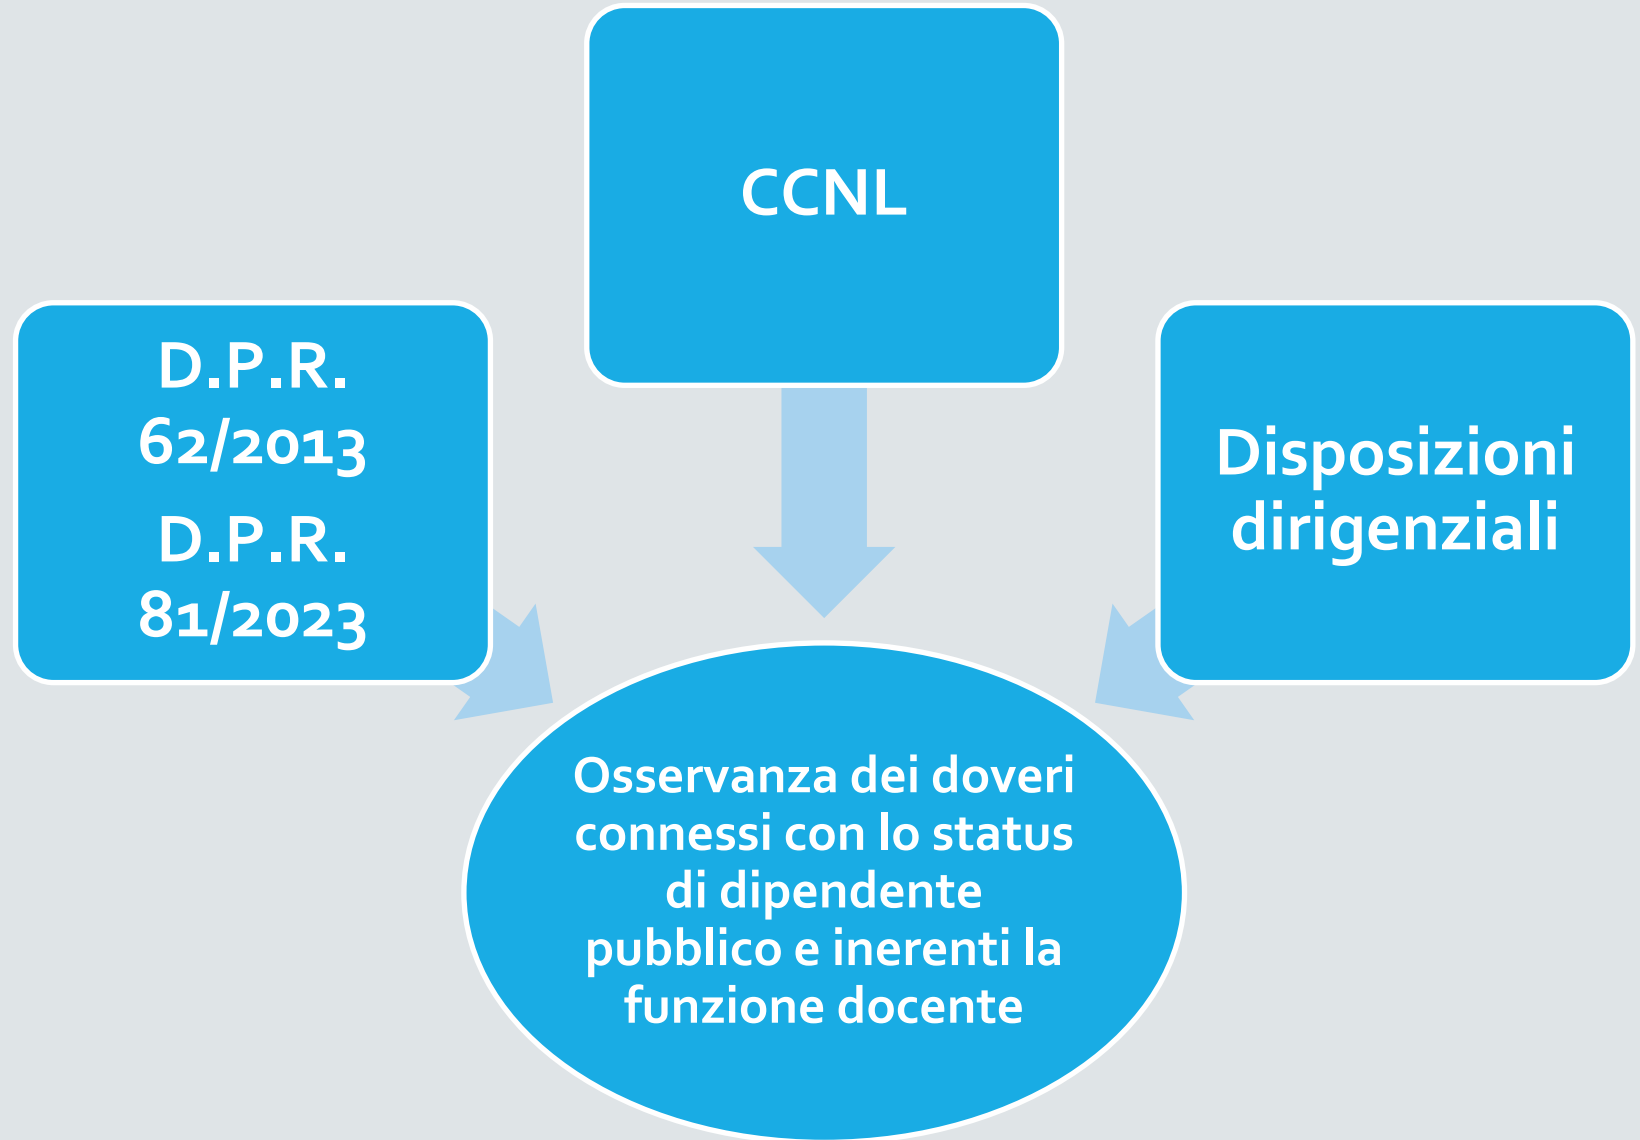 CCNL
D.P.R.
62/2013
D.P.R.
81/2023
Disposizioni
dirigenziali
Osservanza dei doveri
connessi con lo status
di dipendente
pubblico e inerenti la
funzione docente